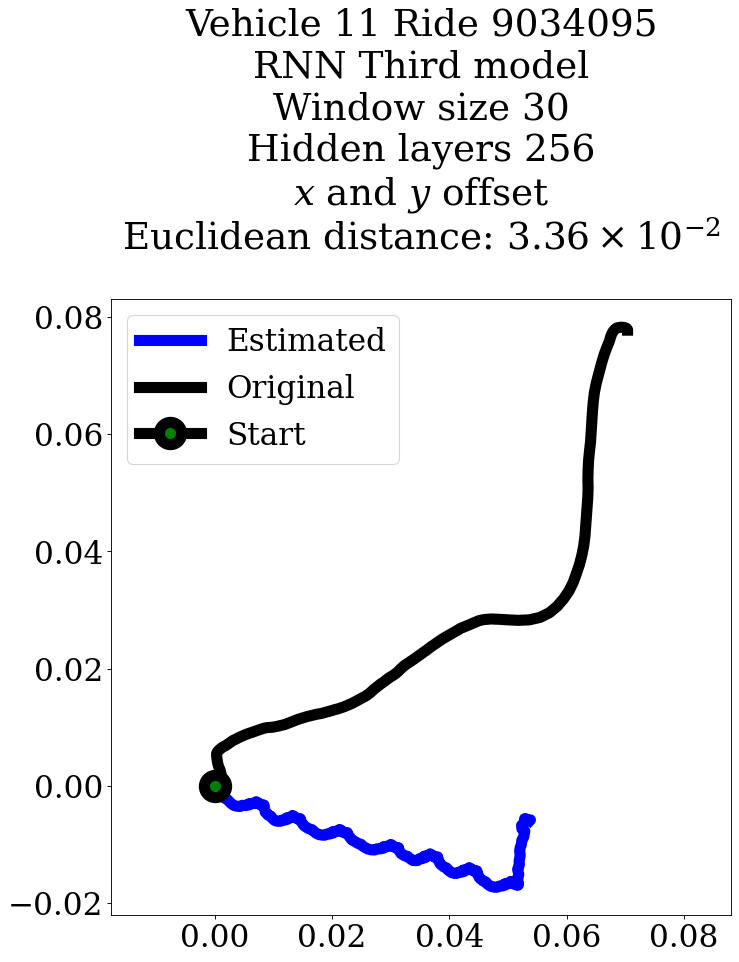 Vehicle 11 Ride 9034095
RNN Third model
Window size 30
Hidden layers 256
x and y offset
Euclidean distance: 3.36 × 10⁻²
Estimated
Original
Start
0.08
0.06
0.04
0.02
0.00
−0.02
0.00 0.02 0.04 0.06 0.08